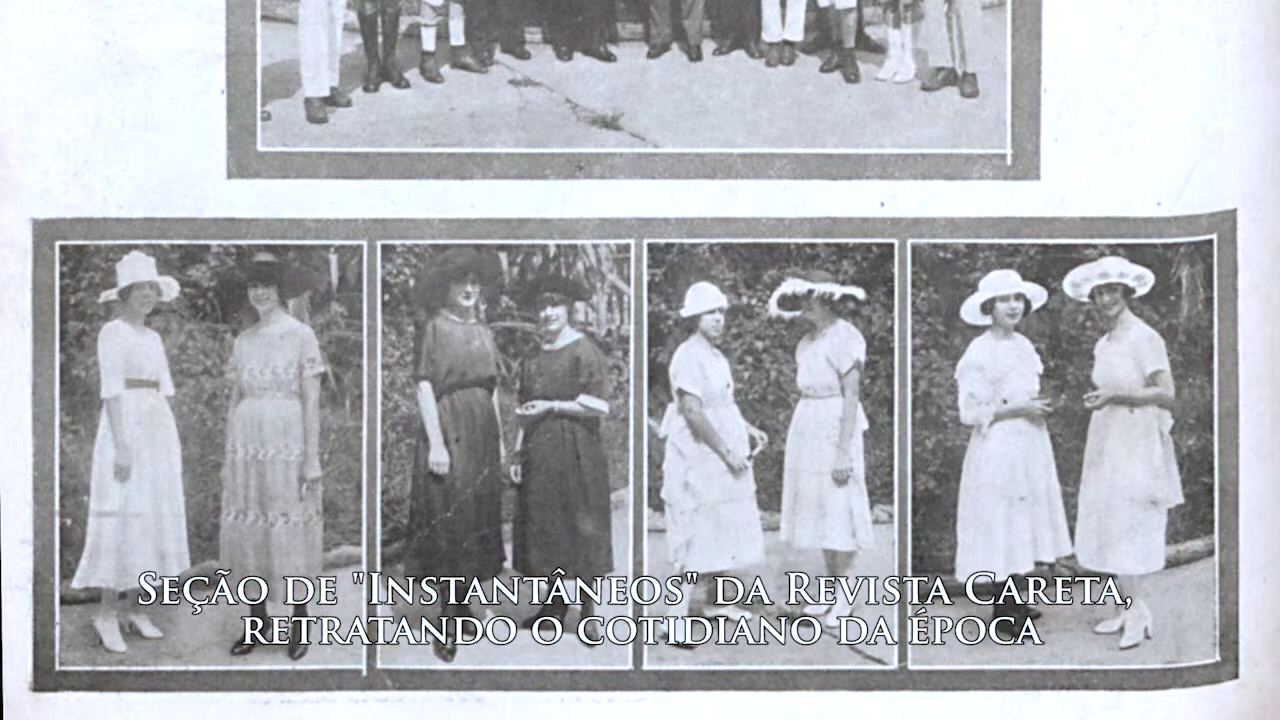 Seção de "Instantâneos" da Revista Careta,
retratando o cotidiano da época